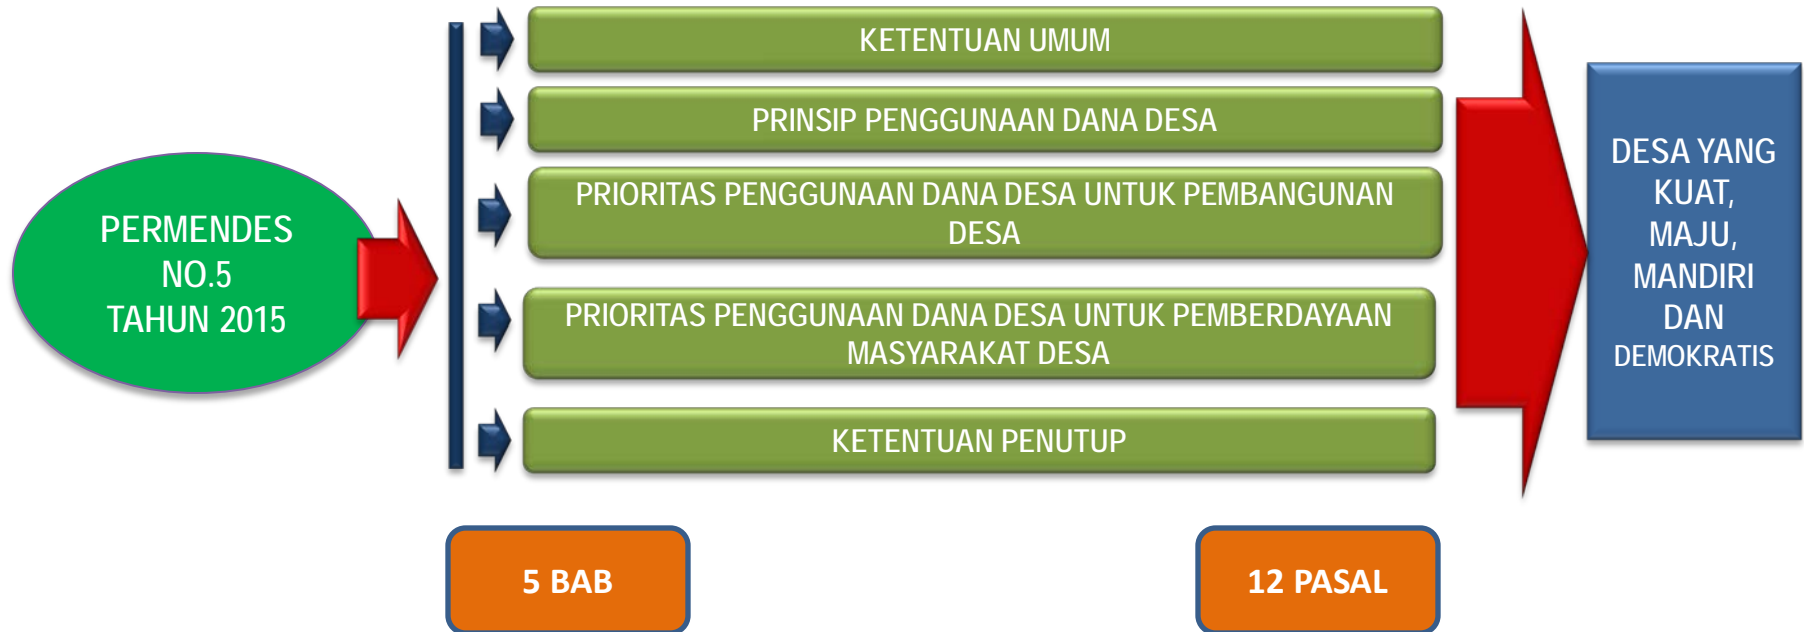 PERMENDES
NO.5
TAHUN 2015
KETENTUAN UMUM
PRINSIP PENGGUNAAN DANA DESA
PRIORITAS PENGGUNAAN DANA DESA UNTUK PEMBANGUNAN
DESA
PRIORITAS PENGGUNAAN DANA DESA UNTUK PEMBERDAYAAN
MASYARAKAT DESA
KETENTUAN PENUTUP
DESA YANG
KUAT,
MAJU,
MANDIRI
DAN
DEMOKRATIS
5 BAB
12 PASAL